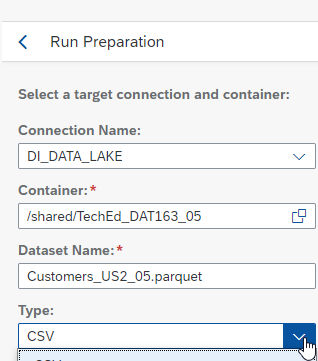 Run Preparation
Select a target connection and container:
Connection Name:
DI_DATA_LAKE
Container:*
/shared/TechEd_DAT163_05
Dataset Name:*
Customers_US2_05.parquet
Type:
CSV